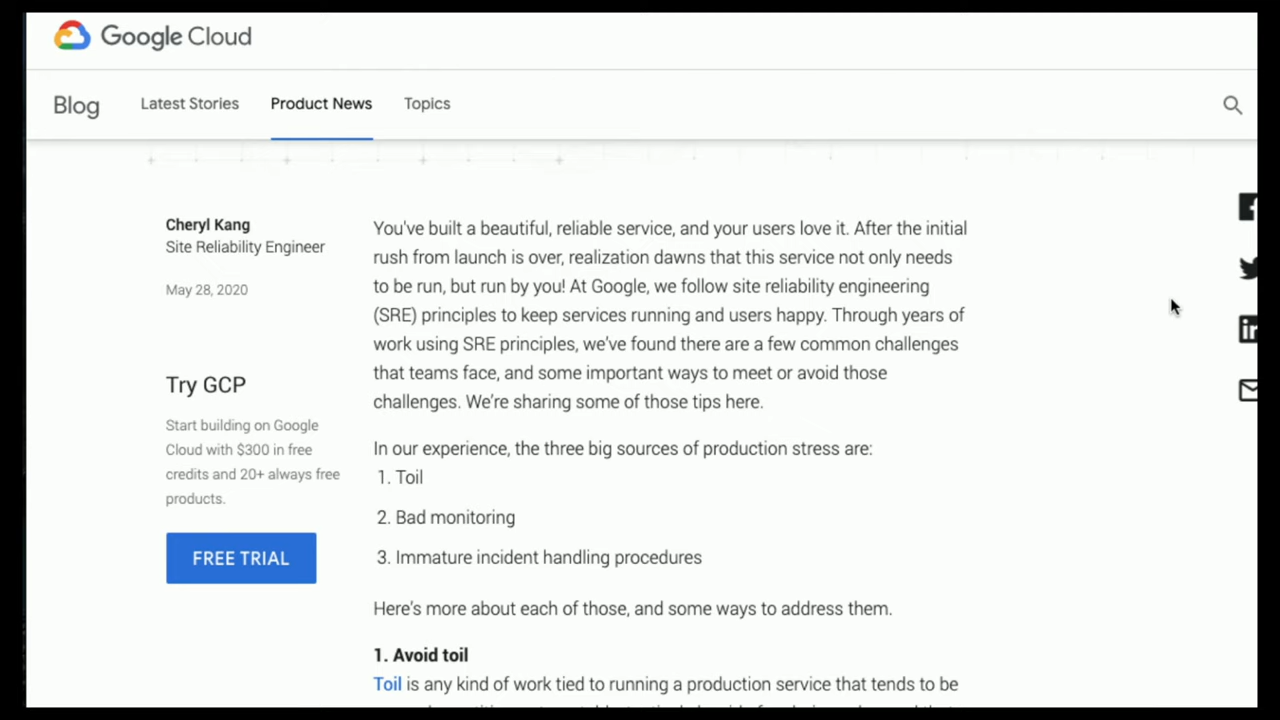 Google Cloud
Blog
Latest Stories
Product News
Topics
Cheryl Kang
Site Reliability Engineer
May 28, 2020
Try GCP
Start building on Google
Cloud with $300 in free
credits and 20+ always free
products.
FREE TRIAL
You've built a beautiful, reliable service, and your users love it. After the initial
rush from launch is over, realization dawns that this service not only needs
to be run, but run by you! At Google, we follow site reliability engineering
(SRE) principles to keep services running and users happy. Through years of
work using SRE principles, we've found there are a few common challenges
that teams face, and some important ways to meet or avoid those
challenges. We're sharing some of those tips here.
In our experience, the three big sources of production stress are:
1. Toil
2. Bad monitoring
3. Immature incident handling procedures
Here's more about each of those, and some ways to address them.
1. Avoid toil
Toil is any kind of work tied to running a production service that tends to be